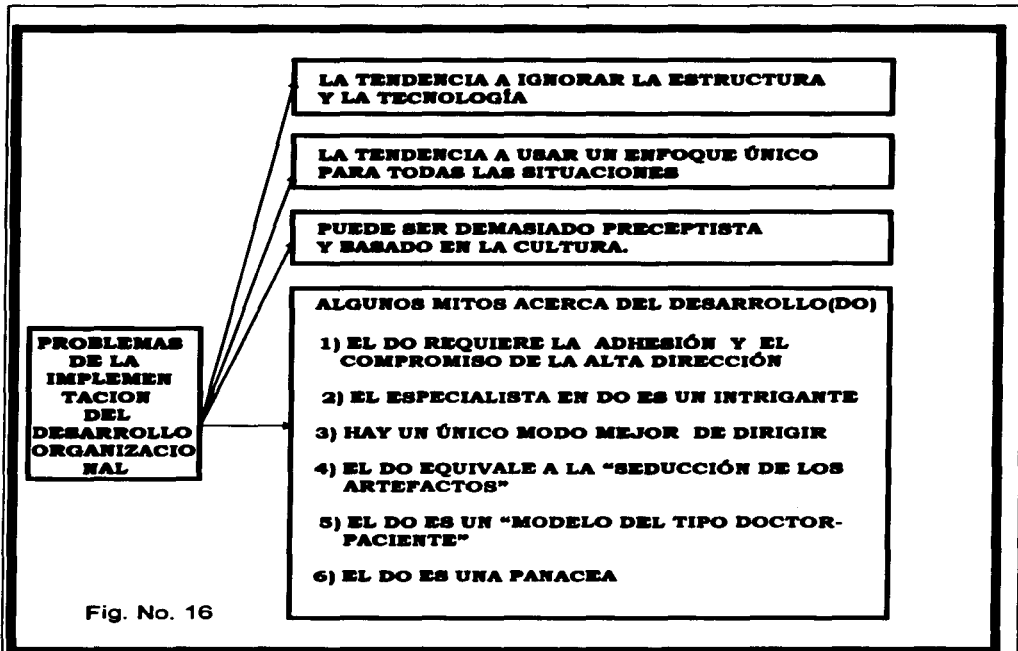 LA TENDENCIA A IGNORAR LA ESTRUCTURA
Y LA TECNOLOGÍA
LA TENDENCIA A USAR UN ENFOQUE ÚNICO
PARA TODAS LAS SITUACIONES
PUEDE SER DEMASIADO PRECEPTISTA
Y BASADO EN LA CULTURA.
PROBLEMAS
DE LA
IMPLEMEN
TACION
DEL
DESARROLLO
ORGANIZACIO
NAL
ALGUNOS MITOS ACERCA DEL DESARROLLO(DO)
1) EL DO REQUIERE LA ADHESIÓN Y EL
COMPROMISO DE LA ALTA DIRECCIÓN
2) EL ESPECIALISTA EN DO ES UN INTRIGANTE
3) HAY UN ÚNICO MODO MEJOR DE DIRIGIR
4) EL DO EQUIVALE A LA “SEDUCCIÓN DE LOS
ARTEFACTOS”
5) EL DO ES UN “MODELO DEL TIPO DOCTOR-
PACIENTE”
6) EL DO ES UNA PANACEA
Fig. No. 16